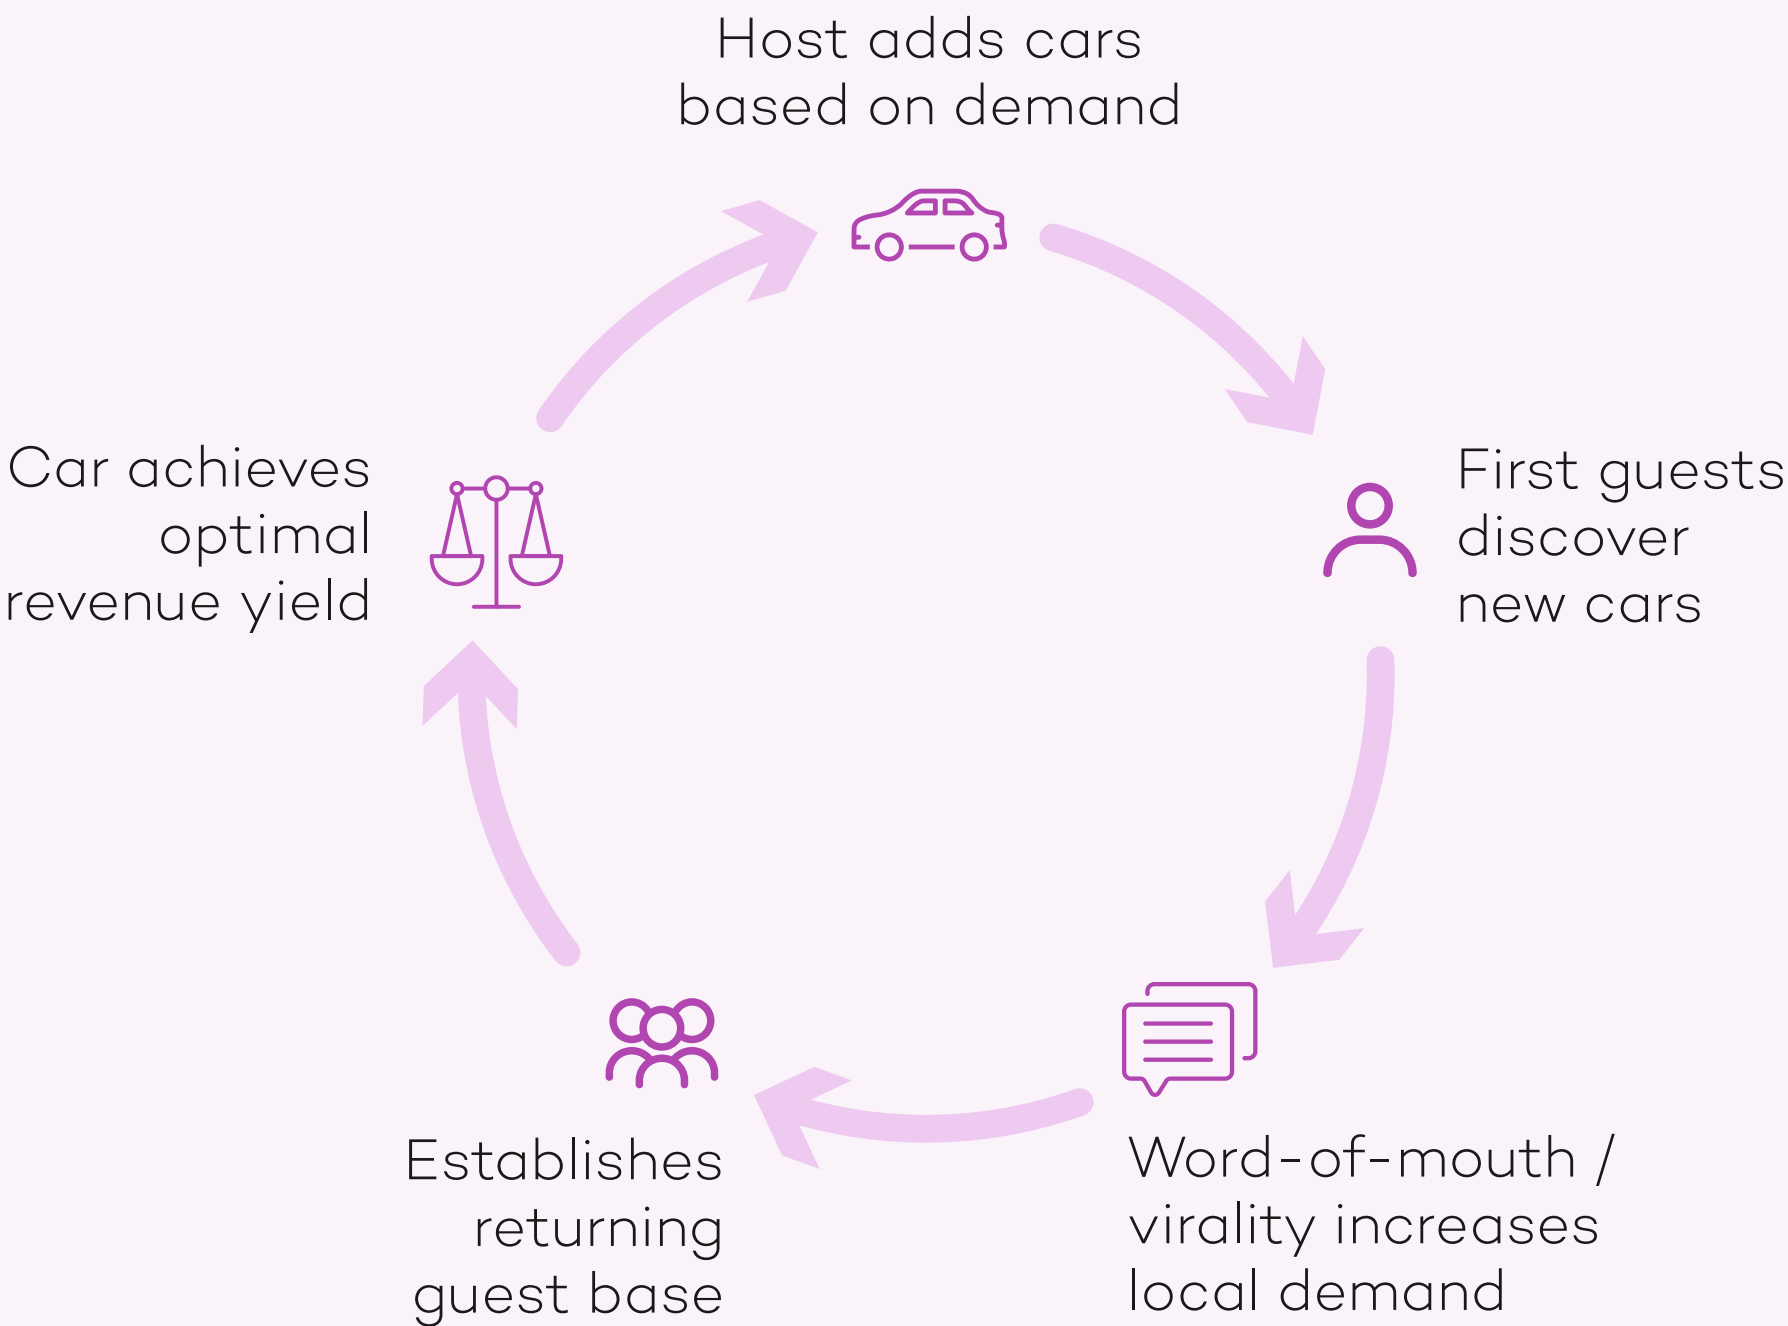 Host adds cars
based on demand
First guests
discover
new cars
Word-of-mouth /
virality increases
local demand
Establishes
returning
guest base
Car achieves
optimal
revenue yield